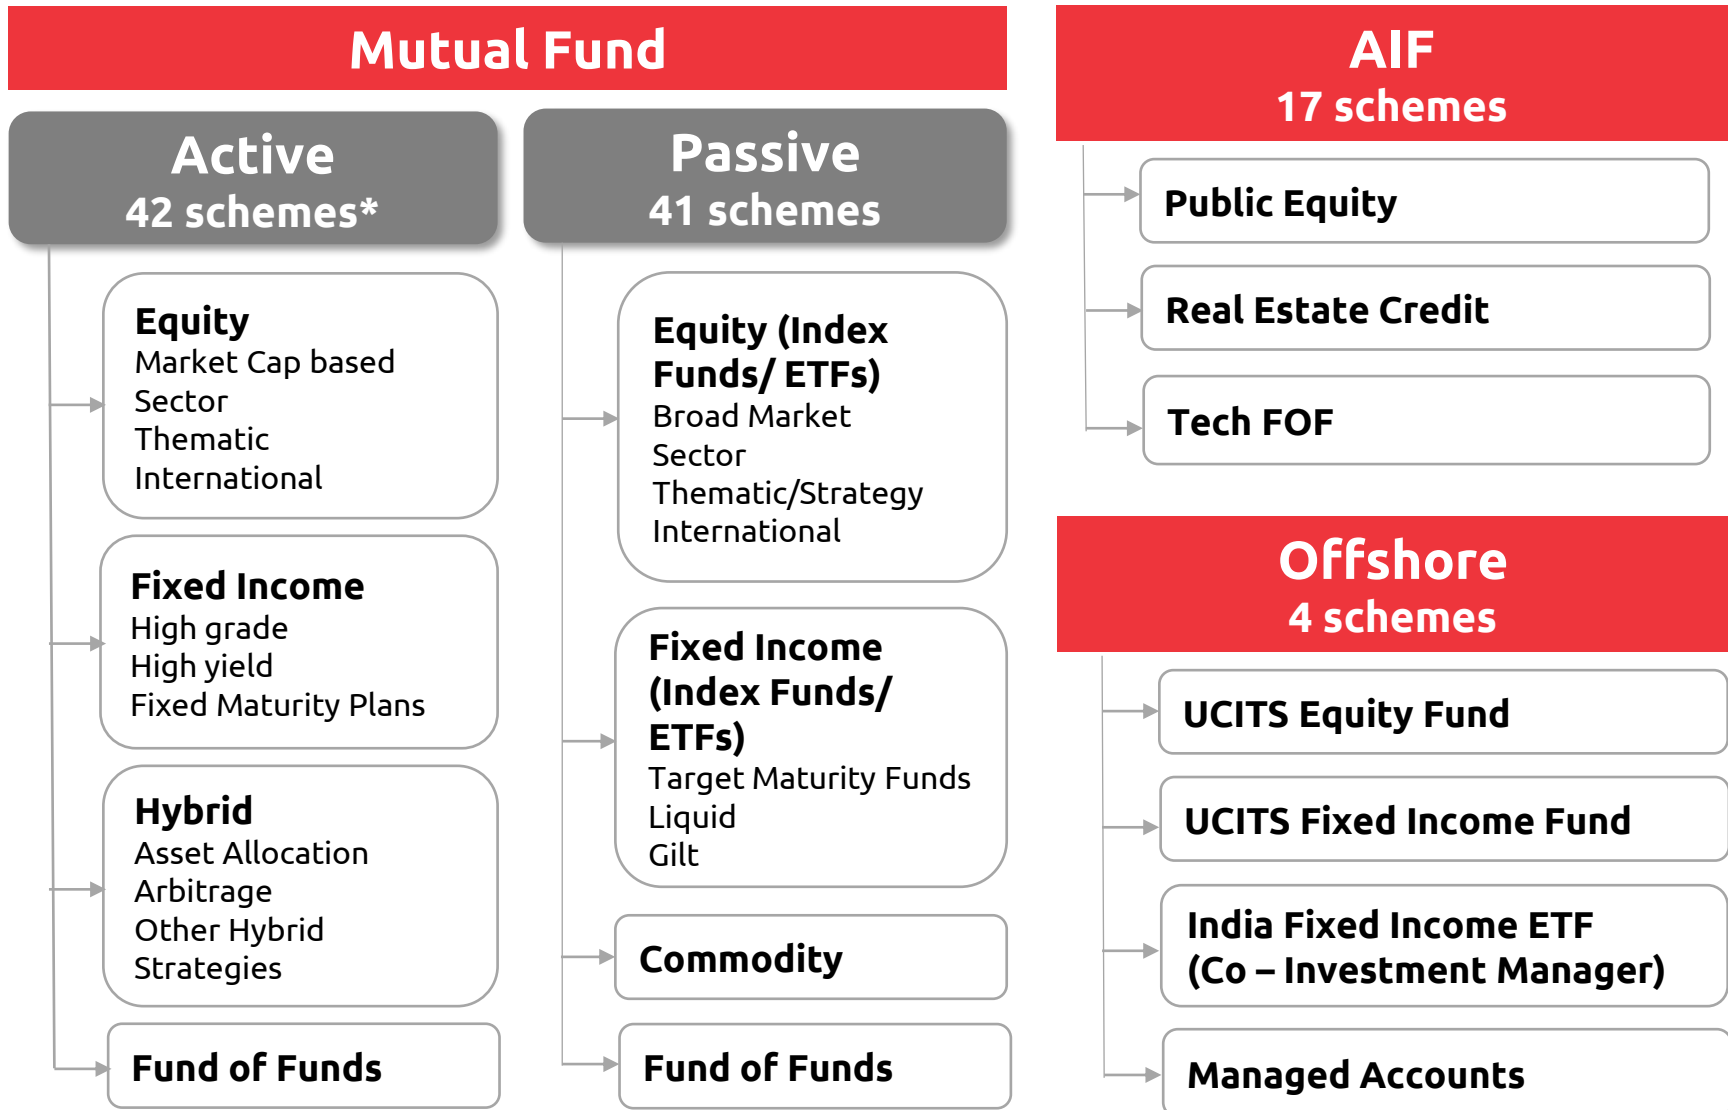 Mutual Fund
Active
42 schemes*
Equity
Market Cap based
Sector
Thematic
International
Fixed Income
High grade
High yield
Fixed Maturity Plans
Hybrid
Asset Allocation
Arbitrage
Other Hybrid
Strategies
Fund of Funds
Passive
41 schemes
Equity (Index
Funds/ ETFs)
Broad Market
Sector
Thematic/Strategy
International
Fixed Income
(Index Funds/
ETFs)
Target Maturity Funds
Liquid
Gilt
Commodity
Fund of Funds
AIF
17 schemes
Public Equity
Real Estate Credit
Tech FOF
Offshore
4 schemes
UCITS Equity Fund
UCITS Fixed Income Fund
India Fixed Income ETF
(Co – Investment Manager)
Managed Accounts